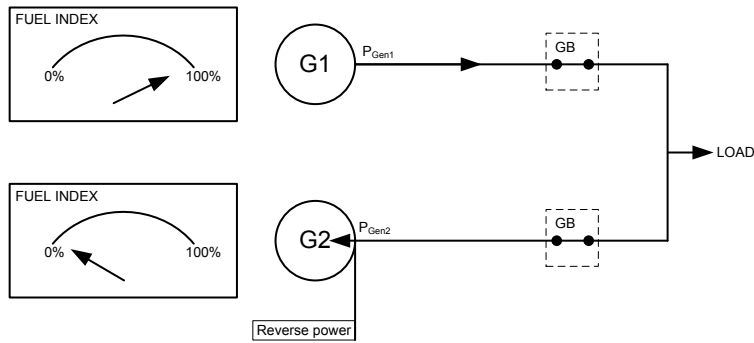 FUEL INDEX
0%
100%
G1
PGen1
GB
LOAD
FUEL INDEX
0%
100%
G2
PGen2
GB
Reverse power